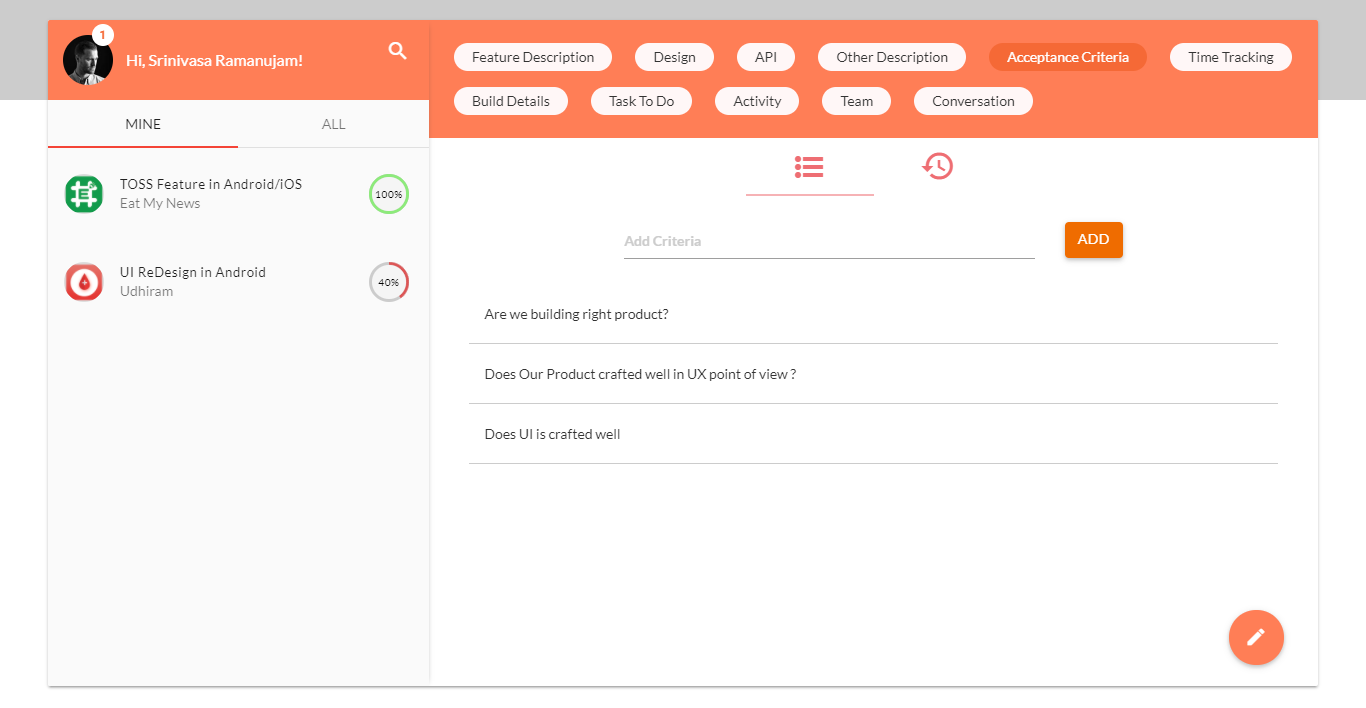 1
Hi, Srinivasa Ramanujam!
MINE ALL
TOSS Feature in Android/iOS
Eat My News
100%
UI ReDesign in Android
Udhiram
40%
Feature Description Design API Other Description Acceptance Criteria Time Tracking
Build Details Task To Do Activity Team Conversation
Add Criteria ADD
Are we building right product?
Does Our Product crafted well in UX point of view ?
Does UI is crafted well